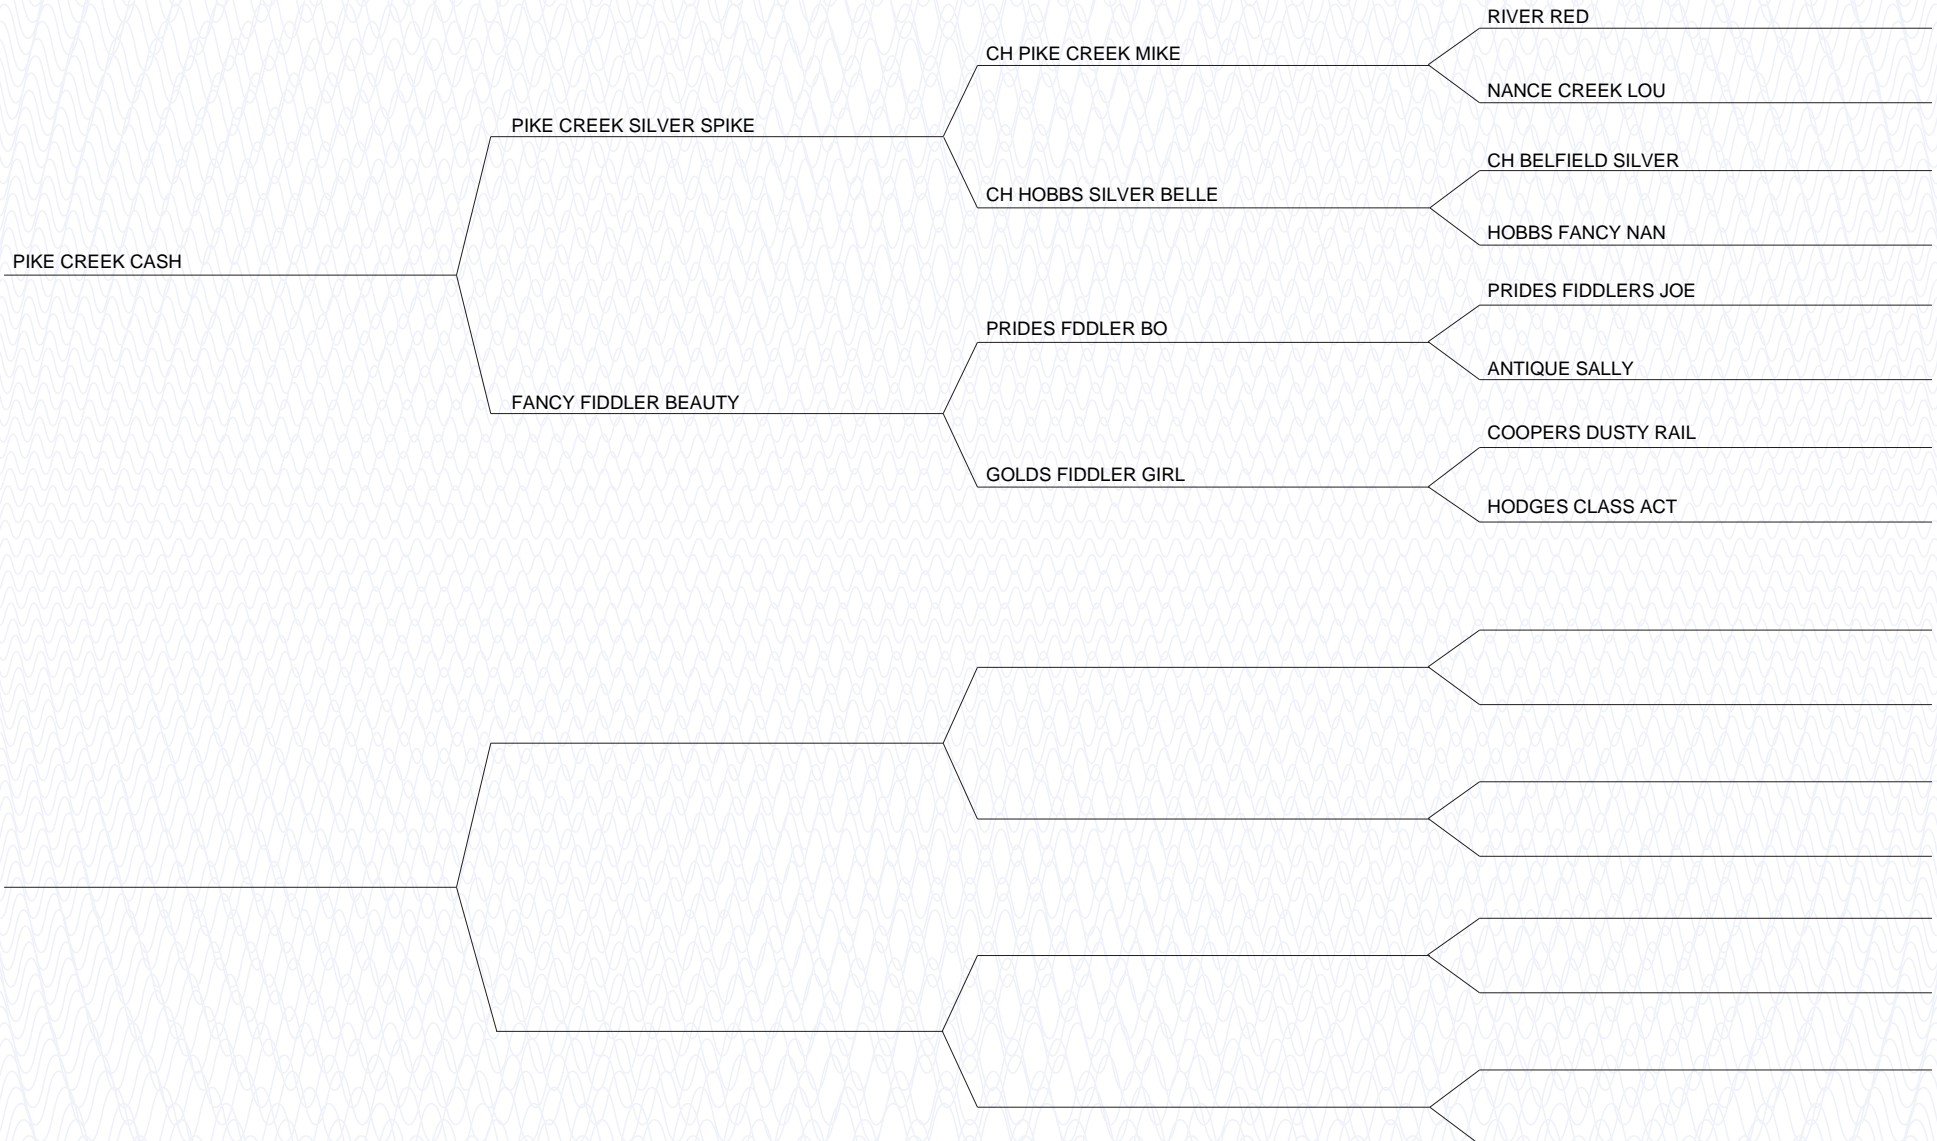 RIVER RED
CH PIKE CREEK MIKE
NANCE CREEK LOU
PIKE CREEK SILVER SPIKE
CH BELFIELD SILVER
CH HOBBS SILVER BELLE
HOBBS FANCY NAN
PIKE CREEK CASH
PRIDES FIDDLERS JOE
PRIDES FDDLER BO
ANTIQUE SALLY
FANCY FIDDLER BEAUTY
COOPERS DUSTY RAIL
GOLDS FIDDLER GIRL
HODGES CLASS ACT